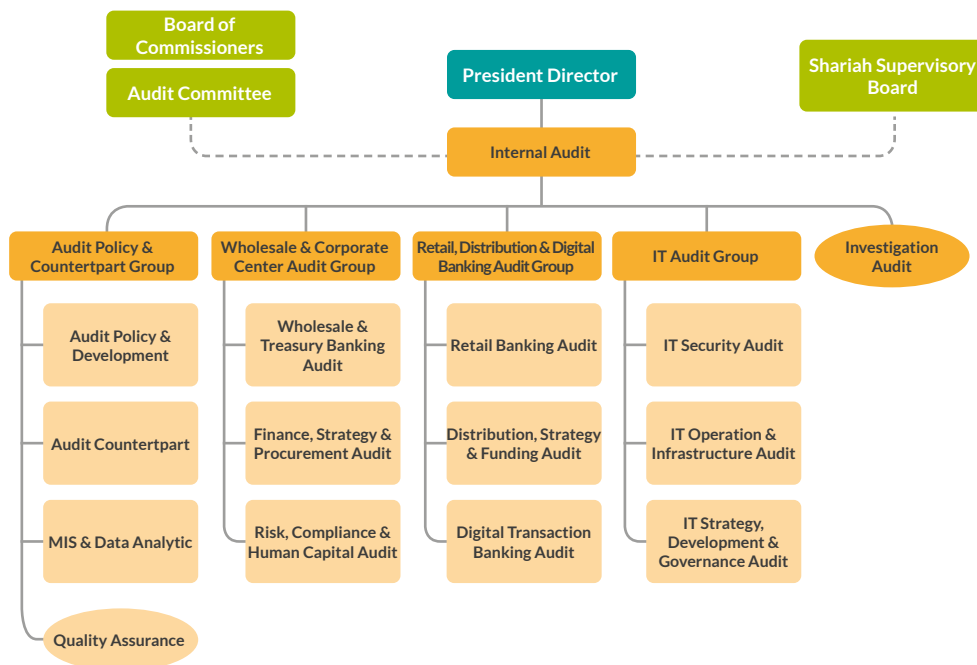 Board of
Commissioners
Audit Committee
President Director
Shariah Supervisory
Board
Internal Audit
Audit Policy &
Countertpart Group
Wholesale & Corporate
Center Audit Group
Retail, Distribution & Digital
Banking Audit Group
IT Audit Group
Investigation
Audit
Audit Policy &
Development
Wholesale &
Treasury Banking
Audit
Retail Banking Audit
IT Security Audit
Audit Countertpart
Finance, Strategy &
Procurement Audit
Distribution, Strategy
& Funding Audit
IT Operation &
Infrastructure Audit
MIS & Data Analytic
Risk, Compliance &
Human Capital Audit
Digital Transaction
Banking Audit
IT Strategy,
Development &
Governance Audit
Quality Assurance